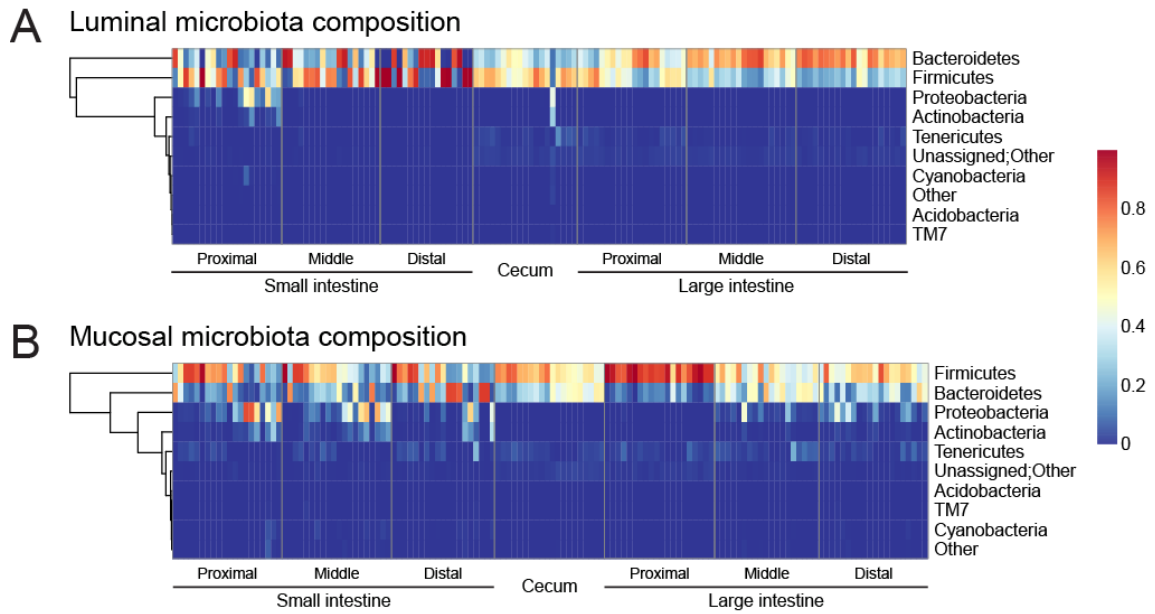 A Luminal microbiota composition
Bacteroidetes
Firmicutes
Proteobacteria
Actinobacteria
Tenericutes
Unassigned;Other
Cyanobacteria
Other
Acidobacteria
TM7
Proximal Middle Distal Cecum Proximal Middle Distal
Small intestine Large intestine
0.8
0.6
0.4
0.2
0
B Mucosal microbiota composition
Firmicutes
Bacteroidetes
Proteobacteria
Actinobacteria
Tenericutes
Unassigned;Other
Acidobacteria
TM7
Cyanobacteria
Other
Proximal Middle Distal Cecum Proximal Middle Distal
Small intestine Large intestine